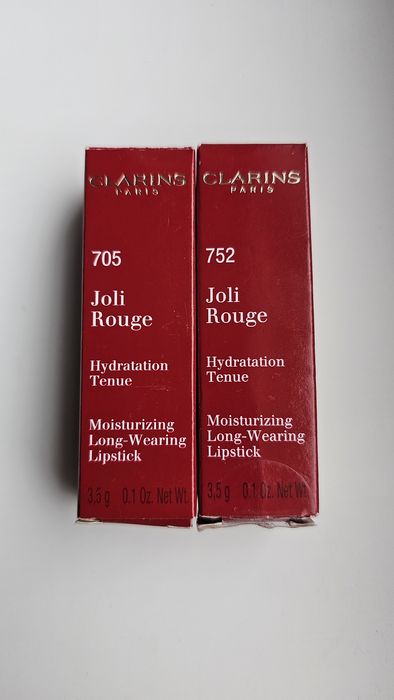 CLARINS
PARIS
705
Joli
Rouge
Hydratation
Tenue
Moisturizing
Long-Wearing
Lipstick
3,5 g 0.1 Oz. Net Wt.
CLARINS
PARIS
752
Joli
Rouge
Hydratation
Tenue
Moisturizing
Long-Wearing
Lipstick
3,5 g 0.1 Oz. Net Wt.